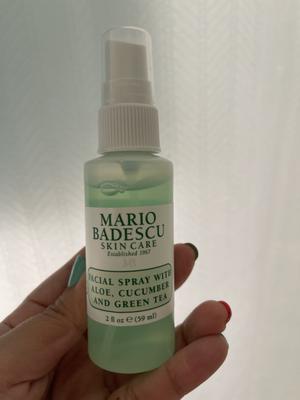 MARIO
BADESCU
SKIN CARE
Established 1967
FACIAL SPRAY WITH
ALOE, CUCUMBER
AND GREEN TEA
2 fl oz ℮ (59 ml)